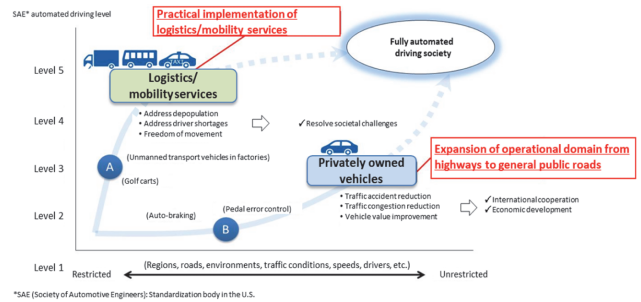 SAE* automated driving level
Practical implementation of
logistics/mobility services
Fully automated
driving society
Level 5
Logistics/
mobility services
Level 4
• Address depopulation
• Address driver shortages
• Freedom of movement
✓ Resolve societal challenges
Expansion of operational domain from
highways to general public roads
Level 3
(Unmanned transport vehicles in factories)
A
(Golf carts)
Privately owned
vehicles
• Traffic accident reduction
• Traffic congestion reduction
• Vehicle value improvement
✓ International cooperation
✓ Economic development
Level 2
(Auto-braking)
(Pedal error control)
B
Level 1
Restricted
(Regions, roads, environments, traffic conditions, speeds, drivers, etc.)
Unrestricted
*SAE (Society of Automotive Engineers): Standardization body in the U.S.